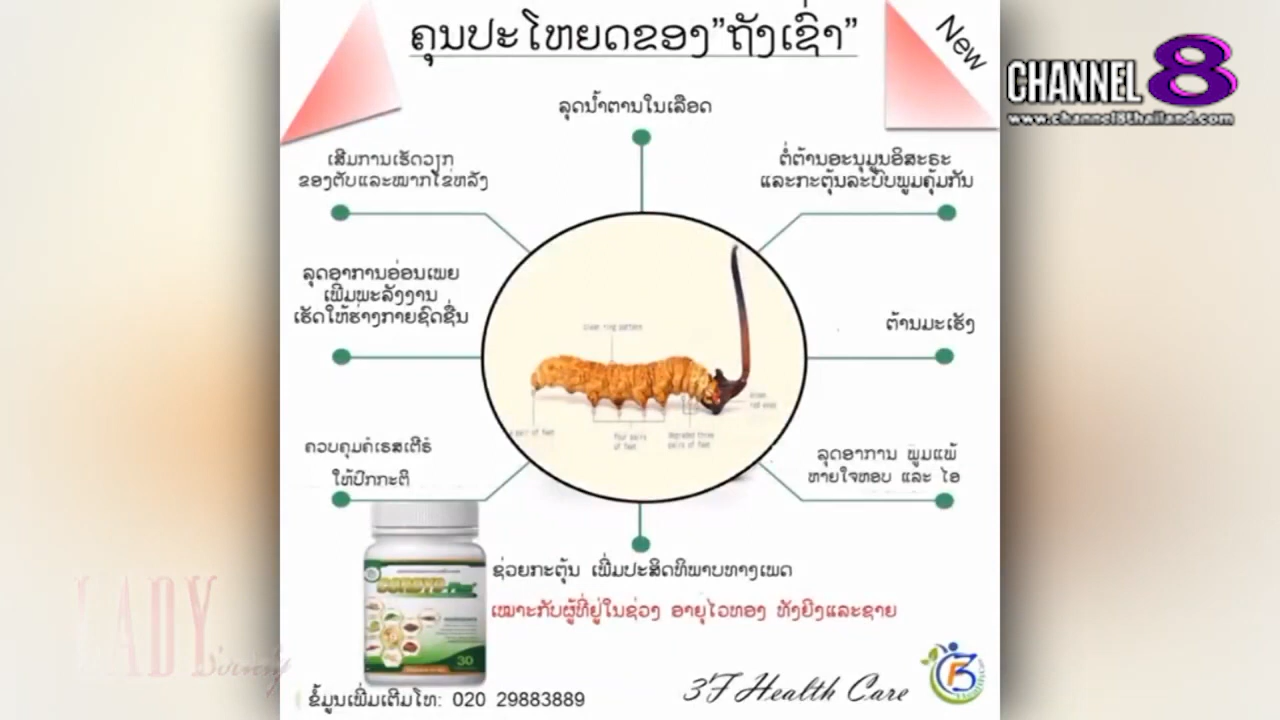 ຄຸນປະໂຫຍດຂອງ"ຖັງເຊົ່າ"
New
CHANNEL 8
www.channel8thailand.com
ລຸດນ້ຳຕານໃນເລືອດ
ເສີມການເຮັດວຽກ
ຂອງຕັບແລະໝາກໄຂ່ຫລັງ
ຕໍ່ຕ້ານອະນຸມູນອິສະຣະ
ແລະກະຕຸ້ນລະບົບພູມຄຸ້ມກັນ
ລຸດອາການອ່ອນເພຍ
ເພີ່ມພະລັງງານ
ເຮັດໃຫ້ຮ່າງກາຍຊົດຊື່ນ
ຕ້ານມະເຮັງ
ຄວບຄຸມຄໍເຣສເຕີຣໍ
ໃຫ້ປົກກະຕິ
ລຸດອາການ ພູມແພ້
ຫາຍໃຈຫອບ ແລະ ໄອ
Four pairs
of feet
ຊ່ວຍກະຕຸ້ນ ເພີ່ມປະສິດທິພາບທາງເພດ
ເໝາະກັບຜູ້ທີ່ຢູ່ໃນຊ່ວງ ອາຍຸໄວທອງ ທັງຍິງແລະຊາຍ
30
LADY
3'F Health Care
ຂໍ້ມູນເພີ່ມເຕີມໂທ: 020 29883889